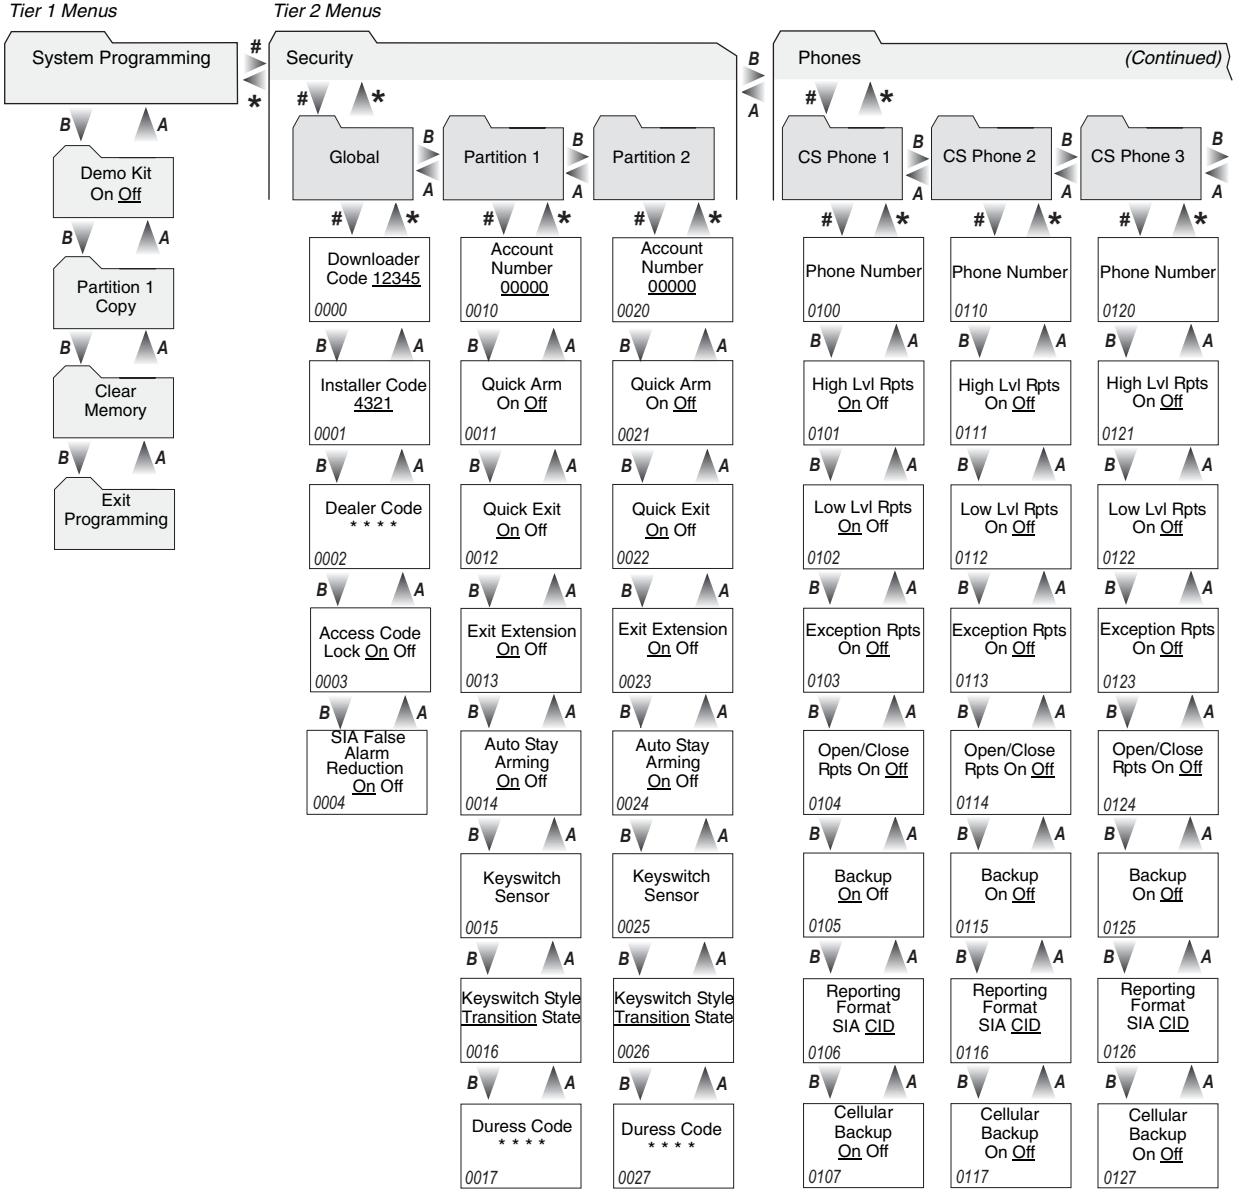 Tier 1 Menus
Tier 2 Menus
System Programming
#
*
Security
B
A
Phones
(Continued)
B
A
Demo Kit
On Off
B
A
Partition 1
Copy
B
A
Clear
Memory
B
A
Exit
Programming
#
*
Global
B
A
Partition 1
B
A
Partition 2
#
*
Downloader
Code 12345
0000
B
A
Installer Code
4321
0001
B
A
Dealer Code
* * * *
0002
B
A
Access Code
Lock On Off
0003
B
A
SIA False
Alarm
Reduction
On Off
0004
#
*
Account
Number
00000
0010
B
A
Quick Arm
On Off
0011
B
A
Quick Exit
On Off
0012
B
A
Exit Extension
On Off
0013
B
A
Auto Stay
Arming
On Off
0014
B
A
Keyswitch
Sensor
0015
B
A
Keyswitch Style
Transition State
0016
B
A
Duress Code
* * * *
0017
#
*
Account
Number
00000
0020
B
A
Quick Arm
On Off
0021
B
A
Quick Exit
On Off
0022
B
A
Exit Extension
On Off
0023
B
A
Auto Stay
Arming
On Off
0024
B
A
Keyswitch
Sensor
0025
B
A
Keyswitch Style
Transition State
0026
B
A
Duress Code
* * * *
0027
#
*
CS Phone 1
B
A
CS Phone 2
B
A
CS Phone 3
B
A
#
*
Phone Number
0100
B
A
High Lvl Rpts
On Off
0101
B
A
Low Lvl Rpts
On Off
0102
B
A
Exception Rpts
On Off
0103
B
A
Open/Close
Rpts On Off
0104
B
A
Backup
On Off
0105
B
A
Reporting
Format
SIA CID
0106
B
A
Cellular
Backup
On Off
0107
#
*
Phone Number
0110
B
A
High Lvl Rpts
On Off
0111
B
A
Low Lvl Rpts
On Off
0112
B
A
Exception Rpts
On Off
0113
B
A
Open/Close
Rpts On Off
0114
B
A
Backup
On Off
0115
B
A
Reporting
Format
SIA CID
0116
B
A
Cellular
Backup
On Off
0117
#
*
Phone Number
0120
B
A
High Lvl Rpts
On Off
0121
B
A
Low Lvl Rpts
On Off
0122
B
A
Exception Rpts
On Off
0123
B
A
Open/Close
Rpts On Off
0124
B
A
Backup
On Off
0125
B
A
Reporting
Format
SIA CID
0126
B
A
Cellular
Backup
On Off
0127